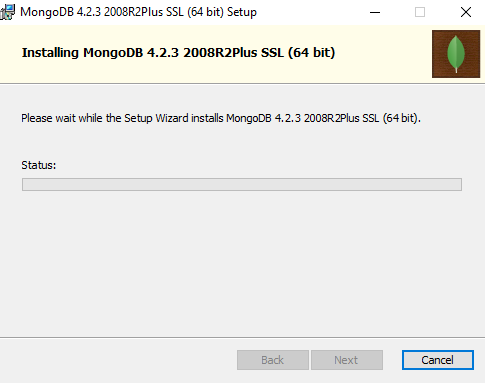 MongoDB 4.2.3 2008R2Plus SSL (64 bit) Setup
Installing MongoDB 4.2.3 2008R2Plus SSL (64 bit)
Please wait while the Setup Wizard installs MongoDB 4.2.3 2008R2Plus SSL (64 bit).
Status:
Back Next Cancel